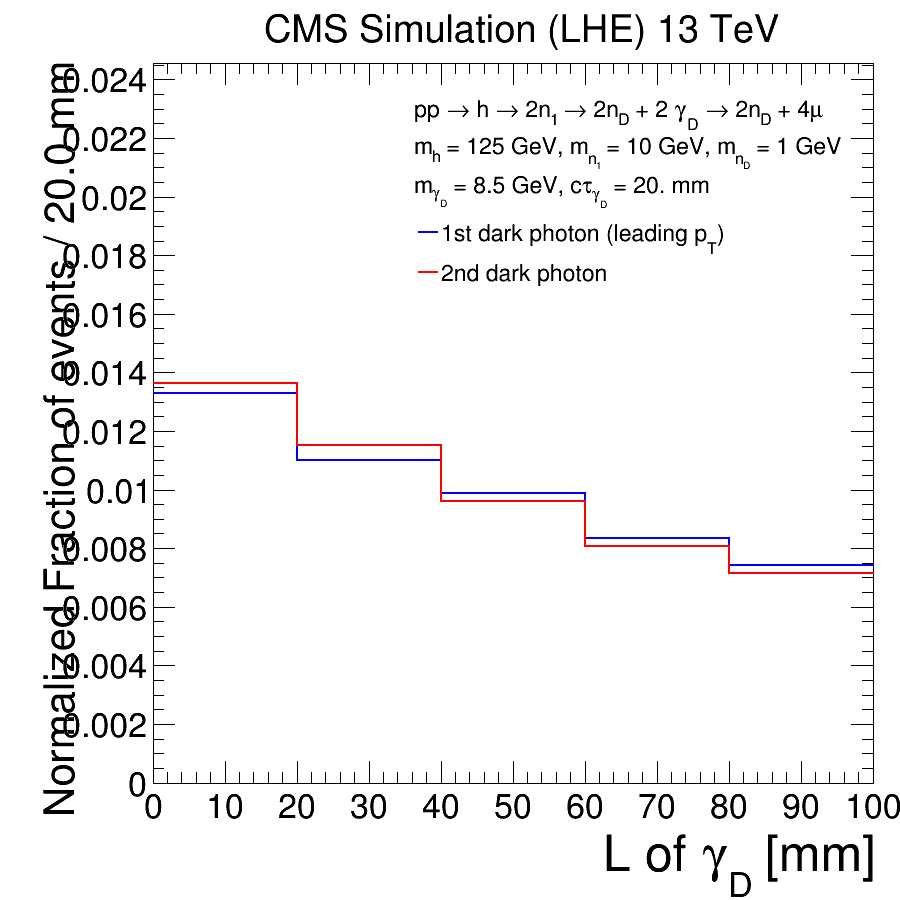 CMS Simulation (LHE) 13 TeV
Normalized Fraction of events / 20.0 mm
0.024
0.022
0.02
0.018
0.016
0.014
0.012
0.01
0.008
0.006
0.004
0.002
0
pp → h → 2n₁ → 2n_D + 2 γ_D → 2n_D + 4μ
m_h = 125 GeV, m_n₁ = 10 GeV, m_n_D = 1 GeV
m_γ_D = 8.5 GeV, cτ_γ_D = 20. mm
1st dark photon (leading p_T)
2nd dark photon
0 10 20 30 40 50 60 70 80 90 100
L of γ_D [mm]